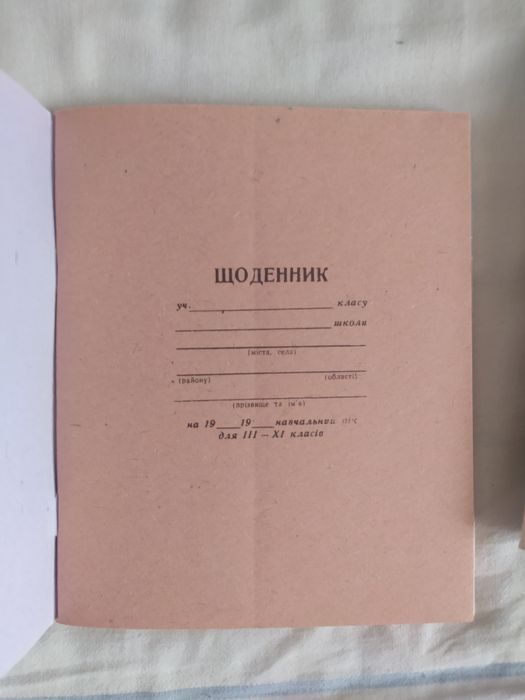 ЩОДЕННИК
уч. класу
школи
(міста, села)
(району) (області)
(прізвище та ім'я)
на 19 19 навчальний рік
для III – XI класів